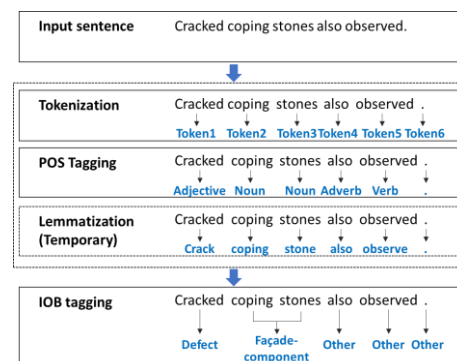 Input sentence Cracked coping stones also observed.
Tokenization Cracked coping stones also observed .
Token1 Token2 Token3 Token4 Token5 Token6
POS Tagging Cracked coping stones also observed .
Adjective Noun Noun Adverb Verb .
Lemmatization Cracked coping stones also observed .
(Temporary) Crack coping stone also observe .
IOB tagging Cracked coping stones also observed .
Defect Façade- Other Other Other
component